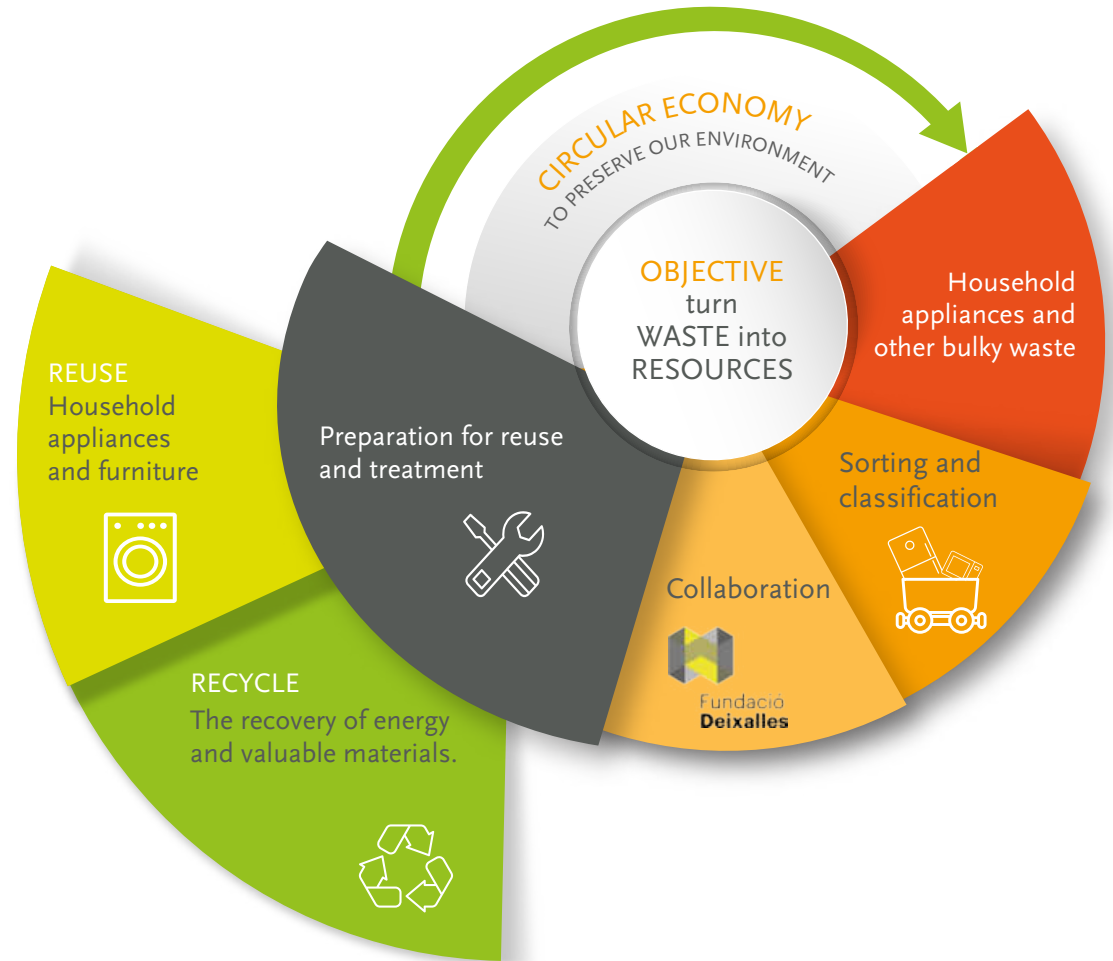 CIRCULAR ECONOMY
TO PRESERVE OUR ENVIRONMENT
OBJECTIVE
turn
WASTE into
RESOURCES
Household
appliances and
other bulky waste
Sorting and
classification
Collaboration
Fundació
Deixalles
Preparation for reuse
and treatment
REUSE
Household
appliances
and furniture
RECYCLE
The recovery of energy
and valuable materials.